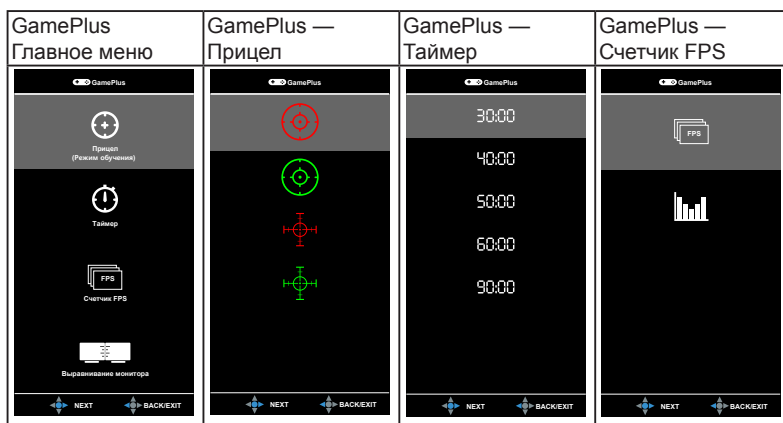 GamePlus
Главное меню
GamePlus —
Прицел
GamePlus —
Таймер
GamePlus —
Счетчик FPS
GamePlus
Прицел
(Режим обучения)
Таймер
FPS
Счетчик FPS
Выравнивание монитора
NEXT BACK/EXIT
GamePlus
NEXT BACK/EXIT
GamePlus
30:00
40:00
50:00
60:00
90:00
NEXT BACK/EXIT
GamePlus
FPS
NEXT BACK/EXIT